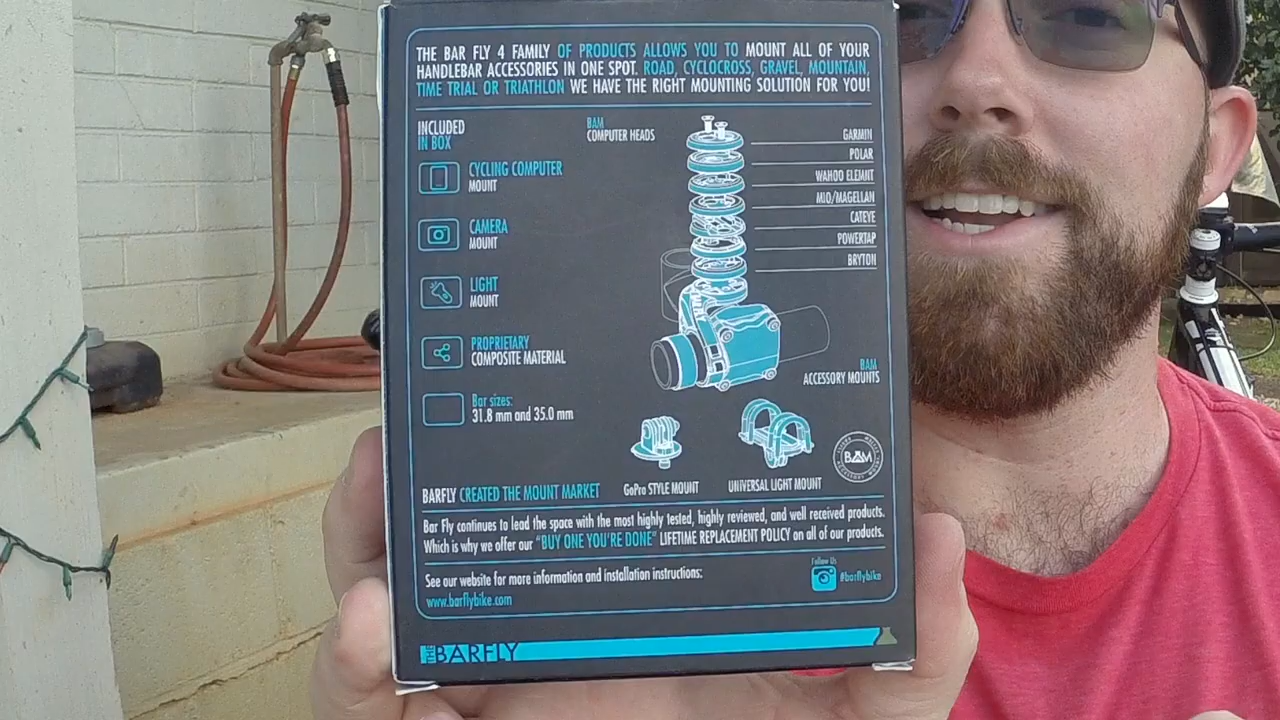 THE BAR FLY 4 FAMILY OF PRODUCTS ALLOWS YOU TO MOUNT ALL OF YOUR
HANDLEBAR ACCESSORIES IN ONE SPOT. ROAD, CYCLOCROSS, GRAVEL, MOUNTAIN,
TIME TRIAL OR TRIATHLON WE HAVE THE RIGHT MOUNTING SOLUTION FOR YOU!
INCLUDED
IN BOX
CYCLING COMPUTER
MOUNT
CAMERA
MOUNT
LIGHT
MOUNT
PROPRIETARY
COMPOSITE MATERIAL
Bar sizes:
31.8 mm and 35.0 mm
BAM
COMPUTER HEADS
GARMIN
POLAR
WAHOO ELEMNT
MIO/MAGELLAN
CATEYE
POWERTAP
BRYTON
BAM
ACCESSORY MOUNTS
GoPro STYLE MOUNT
UNIVERSAL LIGHT MOUNT
BAM
BARFLY CREATED THE MOUNT MARKET
Bar Fly continues to lead the space with the most highly tested, highly reviewed, and well received products.
Which is why we offer our "BUY ONE YOU'RE DONE" LIFETIME REPLACEMENT POLICY on all of our products.
See our website for more information and installation instructions:
www.barflybike.com
Follow Us
#barflybike
THE BARFLY